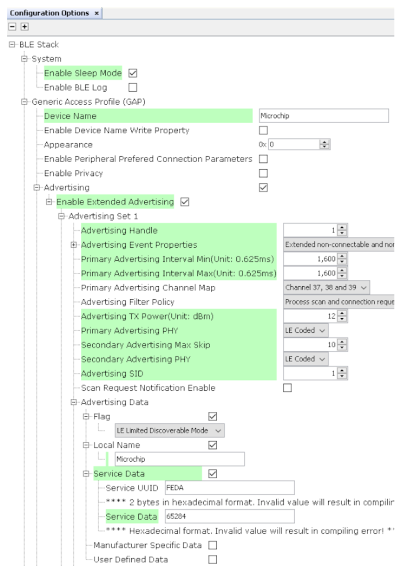 Configuration Options ×
BLE Stack
System
Enable Sleep Mode
Enable BLE Log
Generic Access Profile (GAP)
Device Name Microchip
Enable Device Name Write Property
Appearance 0x 0
Enable Peripheral Prefered Connection Parameters
Enable Privacy
Advertising
Enable Extended Advertising
Advertising Set 1
Advertising Handle 1
Advertising Event Properties Extended non-connectable and nor
Primary Advertising Interval Min(Unit: 0.625ms) 1,600
Primary Advertising Interval Max(Unit: 0.625ms) 1,600
Primary Advertising Channel Map Channel 37, 38 and 39
Advertising Filter Policy Process scan and connection reque
Advertising TX Power(Unit: dBm) 12
Primary Advertising PHY LE Coded
Secondary Advertising Max Skip 10
Secondary Advertising PHY LE Coded
Advertising SID 1
Scan Request Notification Enable
Advertising Data
Flag
LE Limited Discoverable Mode
Local Name
Microchip
Service Data
Service UUID FEDA
**** 2 bytes in hexadecimal format. Invalid value will result in compilin
Service Data 65284
**** Hexadecimal format. Invalid value will result in compiling error! **
Manufacturer Specific Data
User Defined Data